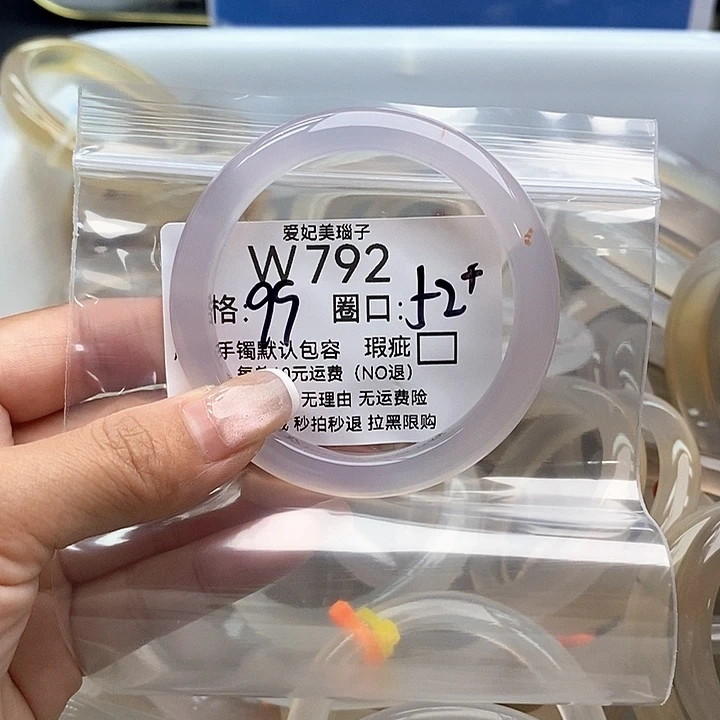 爱妃美瑙子
W792
格:99 圈口:52+
手镯默认包容 瑕疵
0元运费（NO退）
无理由 无运费险
秒拍秒退 拉黑限购